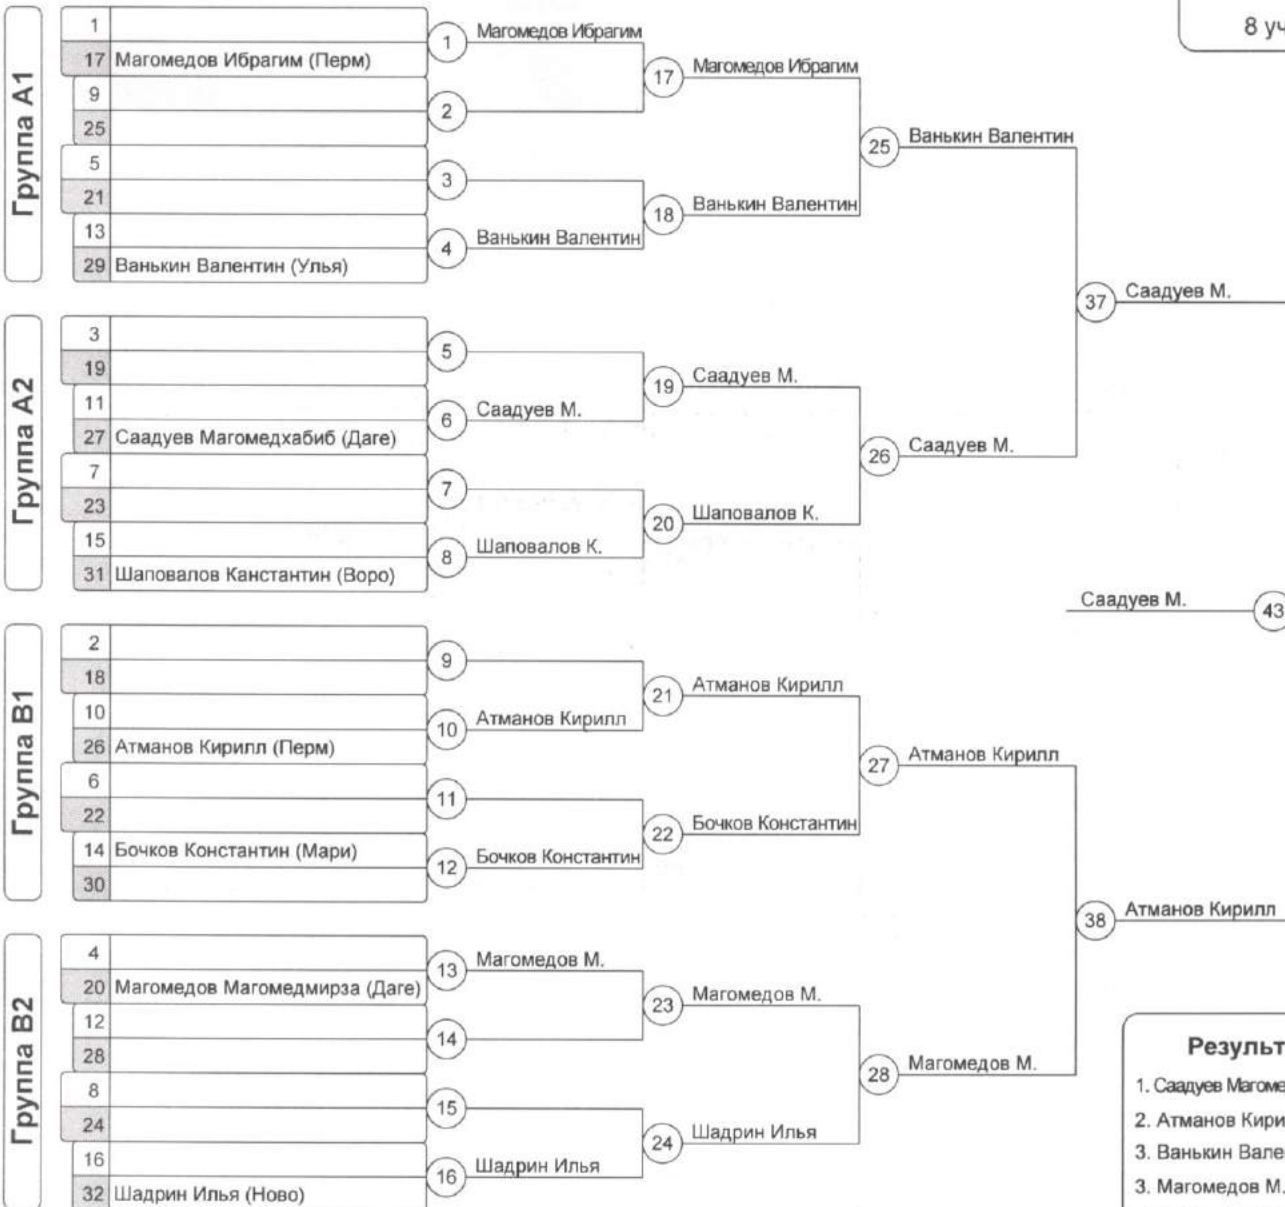 8 уч
Группа А1
1
17 Магомедов Ибрагим (Перм)
9
25
5
21
13
29 Ванькин Валентин (Улья)
1 Магомедов Ибрагим
2
3
4 Ванькин Валентин
17 Магомедов Ибрагим
18 Ванькин Валентин
25 Ванькин Валентин
Группа А2
3
19
11
27 Саадуев Магомедхабиб (Даге)
7
23
15
31 Шаповалов Канстантин (Воро)
5
6 Саадуев М.
7
8 Шаповалов К.
19 Саадуев М.
20 Шаповалов К.
26 Саадуев М.
37 Саадуев М.
Саадуев М. 43
Группа В1
2
18
10
26 Атманов Кирилл (Перм)
6
22
14 Бочков Константин (Мари)
30
9
10 Атманов Кирилл
11
12 Бочков Константин
21 Атманов Кирилл
22 Бочков Константин
27 Атманов Кирилл
Группа В2
4
20 Магомедов Магомедмирза (Даге)
12
28
8
24
16
32 Шадрин Илья (Ново)
13 Магомедов М.
14
15
16 Шадрин Илья
23 Магомедов М.
24 Шадрин Илья
28 Магомедов М.
38 Атманов Кирилл
Результ
1. Саадуев Магоме
2. Атманов Кири
3. Ванькин Вале
3. Магомедов М.